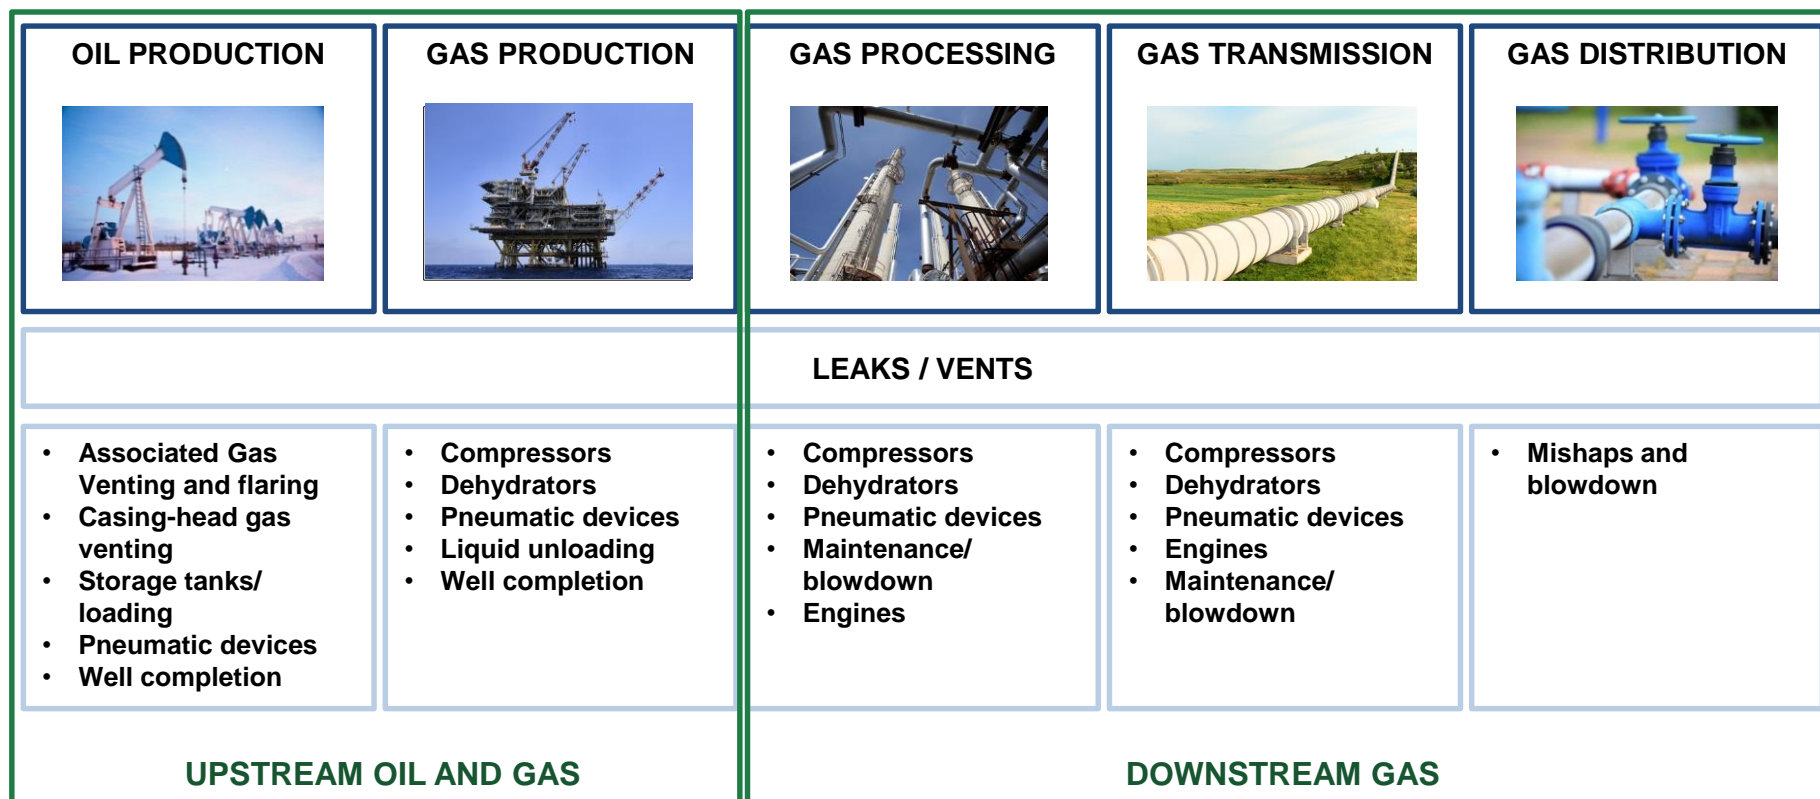 OIL PRODUCTION
GAS PRODUCTION
GAS PROCESSING
GAS TRANSMISSION
GAS DISTRIBUTION
LEAKS / VENTS
• Associated Gas
Venting and flaring
• Casing-head gas
venting
• Storage tanks/
loading
• Pneumatic devices
• Well completion
• Compressors
• Dehydrators
• Pneumatic devices
• Liquid unloading
• Well completion
• Compressors
• Dehydrators
• Pneumatic devices
• Maintenance/
blowdown
• Engines
• Compressors
• Dehydrators
• Pneumatic devices
• Engines
• Maintenance/
blowdown
• Mishaps and
blowdown
UPSTREAM OIL AND GAS
DOWNSTREAM GAS